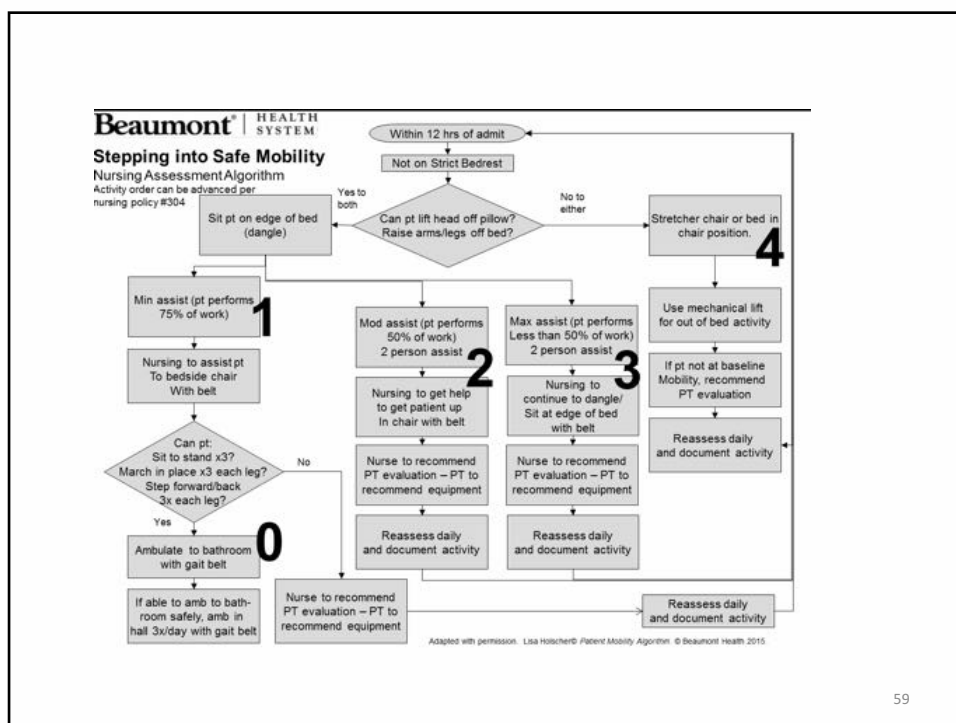 Beaumont® | HEALTH SYSTEM
Stepping into Safe Mobility
Nursing Assessment Algorithm
Activity order can be advanced per
nursing policy #304
Within 12 hrs of admit
Not on Strict Bedrest
Can pt lift head off pillow?
Raise arms/legs off bed?
Yes to
both
No to
either
Sit pt on edge of bed
(dangle)
Stretcher chair or bed in
chair position.
4
Min assist (pt performs
75% of work)
1
Mod assist (pt performs
50% of work)
2 person assist
2
Max assist (pt performs
Less than 50% of work)
2 person assist
3
Use mechanical lift
for out of bed activity
Nursing to assist pt
To bedside chair
With belt
Nursing to get help
to get patient up
In chair with belt
Nursing to
continue to dangle/
Sit at edge of bed
with belt
If pt not at baseline
Mobility, recommend
PT evaluation
Can pt:
Sit to stand x3?
March in place x3 each leg?
Step forward/back
3x each leg?
No
Yes
Nurse to recommend
PT evaluation – PT to
recommend equipment
Nurse to recommend
PT evaluation – PT to
recommend equipment
Reassess daily
and document activity
0
Ambulate to bathroom
with gait belt
Reassess daily
and document activity
Reassess daily
and document activity
If able to amb to bath-
room safely, amb in
hall 3x/day with gait belt
Nurse to recommend
PT evaluation – PT to
recommend equipment
Reassess daily
and document activity
Adapted with permission. Lisa Holscher© Patient Mobility Algorithm. © Beaumont Health 2015
59